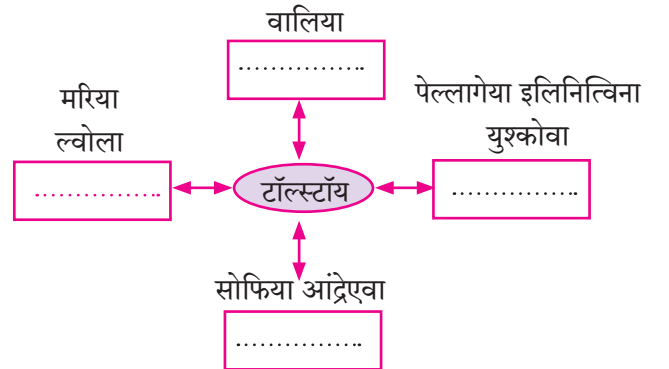 वालिया
................
मरिया
ल्वोला
................
पेल्लागेया इलिनित्विना
युश्कोवा
................
टॉल्स्टॉय
सोफिया आंद्रेएवा
................